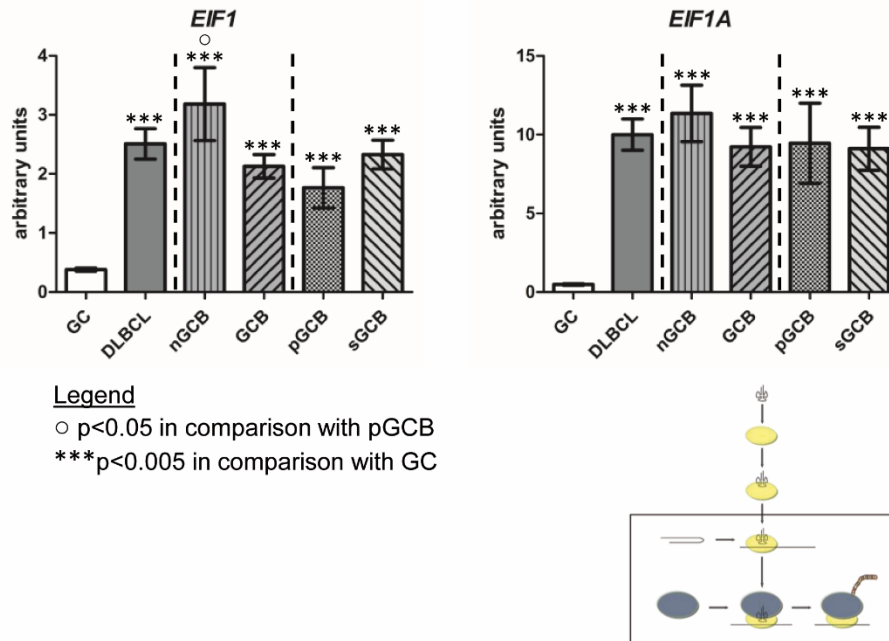 EIF1
○
***
***
***
***
***
4
3
2
1
0
arbitrary units
GC
DLBCL
nGCB
GCB
pGCB
sGCB
EIF1A
***
***
***
***
***
15
10
5
0
arbitrary units
GC
DLBCL
nGCB
GCB
pGCB
sGCB
Legend
○ p<0.05 in comparison with pGCB
***p<0.005 in comparison with GC